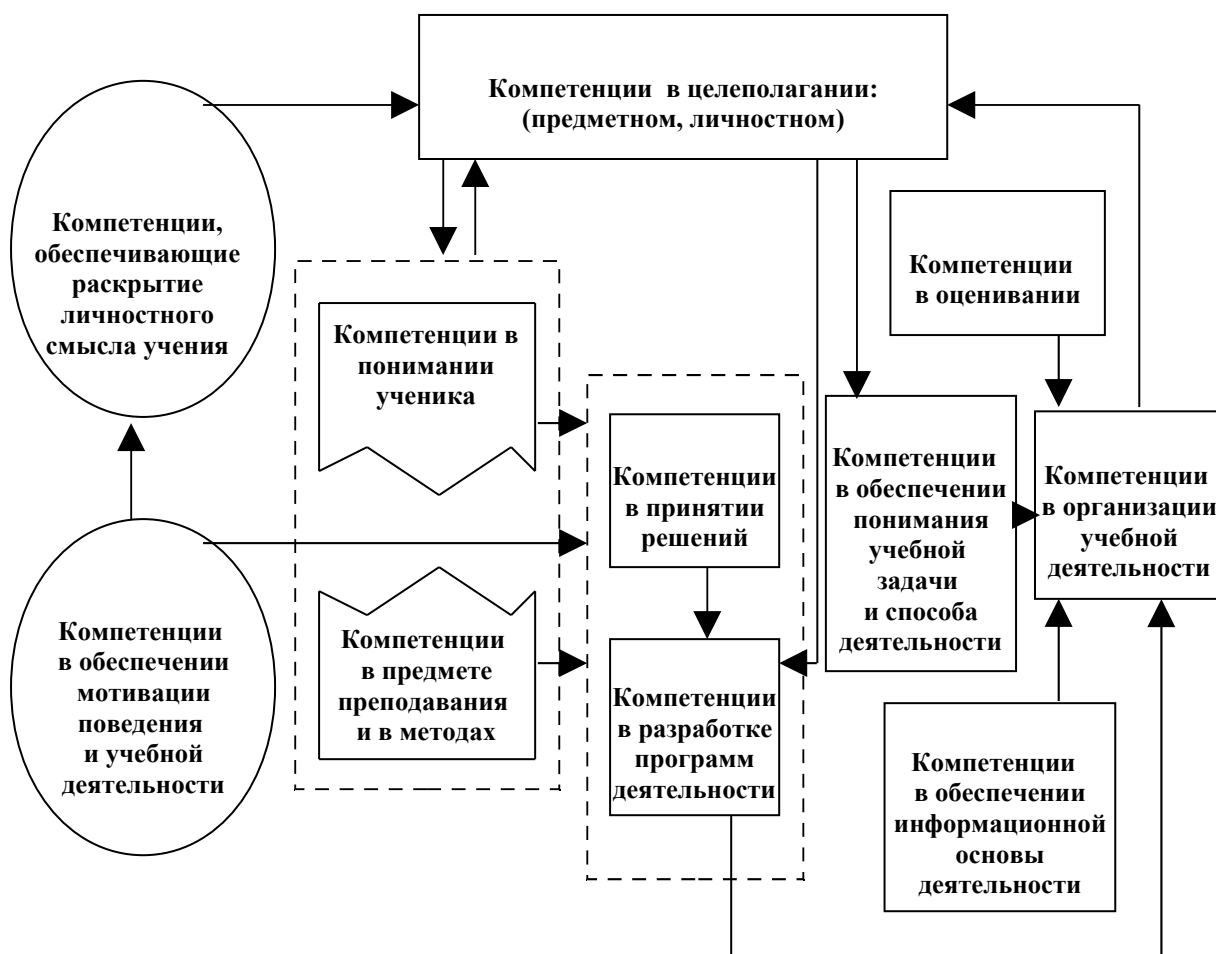 Компетенции в целеполагании:
(предметном, личностном)
Компетенции,
обеспечивающие
раскрытие
личностного
смысла учения
Компетенции
в оценивании
Компетенции в
понимании
ученика
Компетенции
в принятии
решений
Компетенции
в обеспечении
понимания
учебной
задачи
и способа
деятельности
Компетенции
в организации
учебной
деятельности
Компетенции
в обеспечении
мотивации
поведения
и учебной
деятельности
Компетенции
в предмете
преподавания
и в методах
Компетенции
в разработке
программ
деятельности
Компетенции
в обеспечении
информационной
основы
деятельности